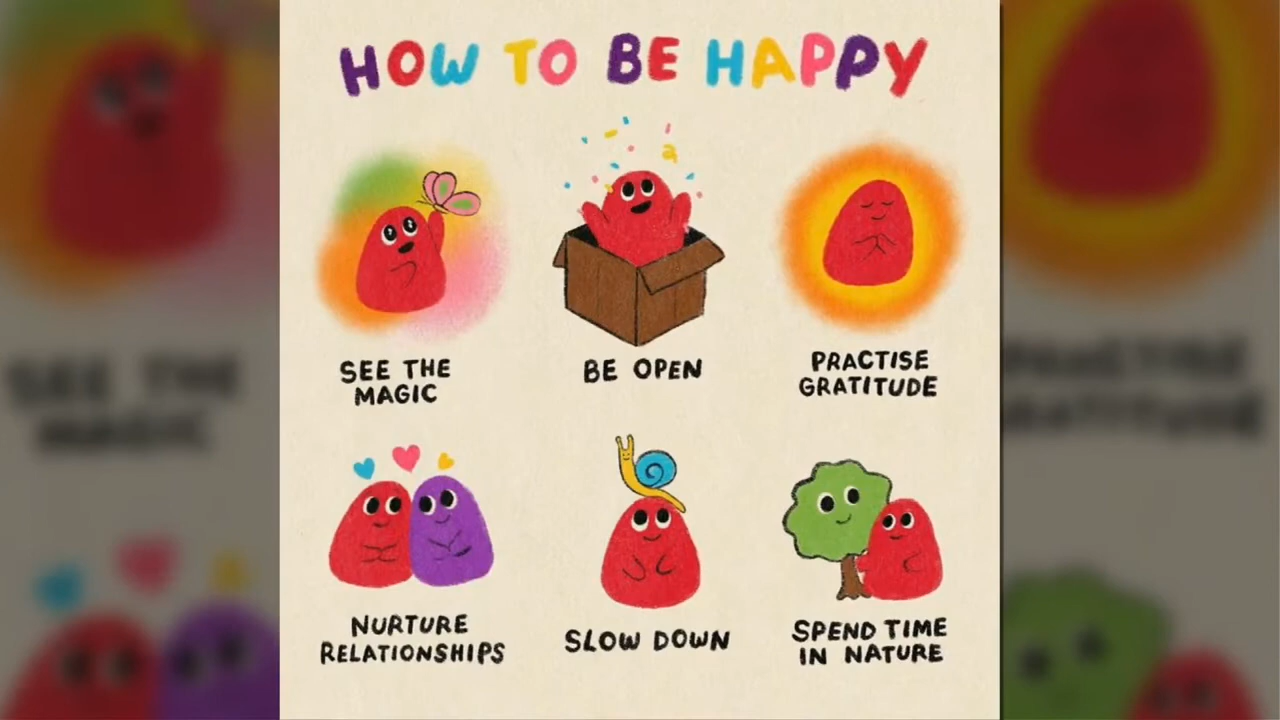 HOW TO BE HAPPY
SEE THE
MAGIC
BE OPEN
PRACTISE
GRATITUDE
NURTURE
RELATIONSHIPS
SLOW DOWN
SPEND TIME
IN NATURE